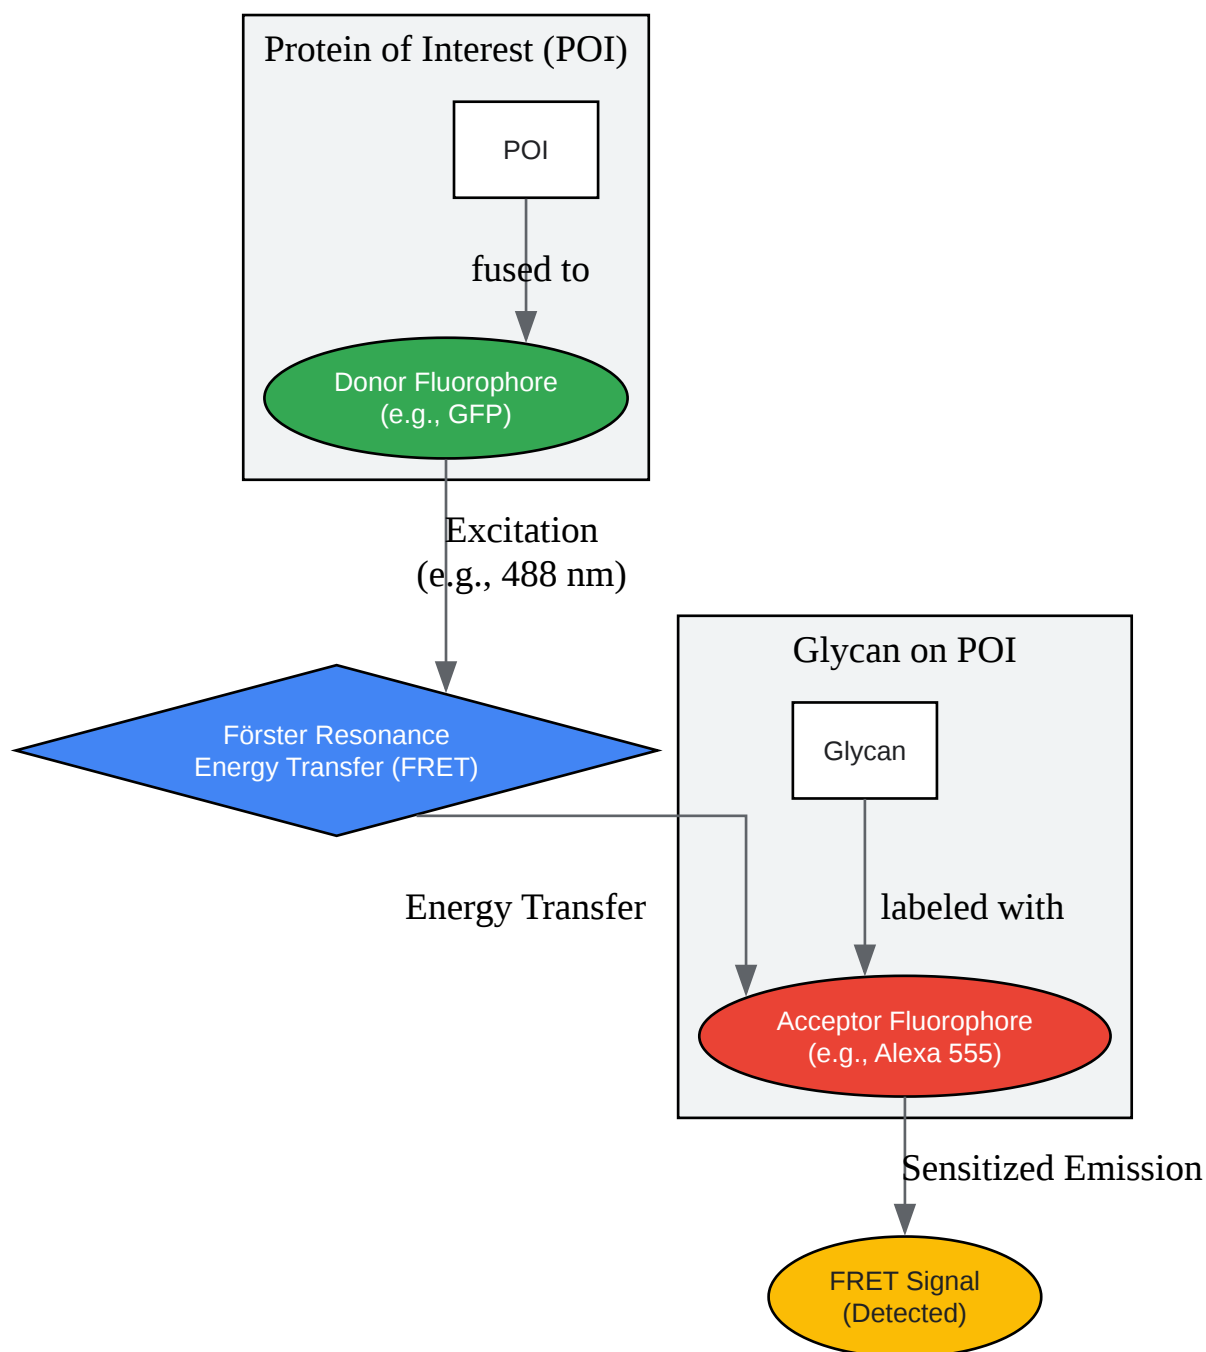 Protein of Interest (POI)
POI
fused to
Donor Fluorophore
(e.g., GFP)
Excitation
(e.g., 488 nm)
Förster Resonance
Energy Transfer (FRET)
Glycan on POI
Glycan
Energy Transfer
labeled with
Acceptor Fluorophore
(e.g., Alexa 555)
Sensitized Emission
FRET Signal
(Detected)